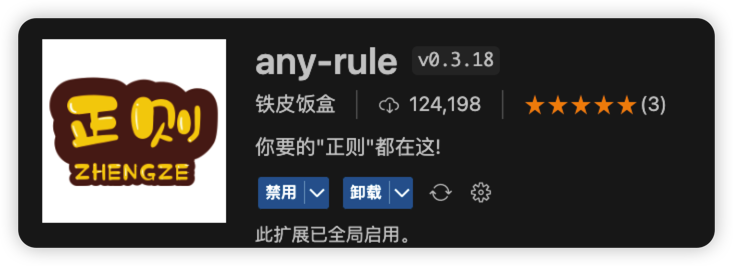 正则
ZHENGZE
any-rule v0.3.18
铁皮饭盒 124,198 (3)
你要的"正则"都在这!
禁用 卸载
此扩展已全局启用。